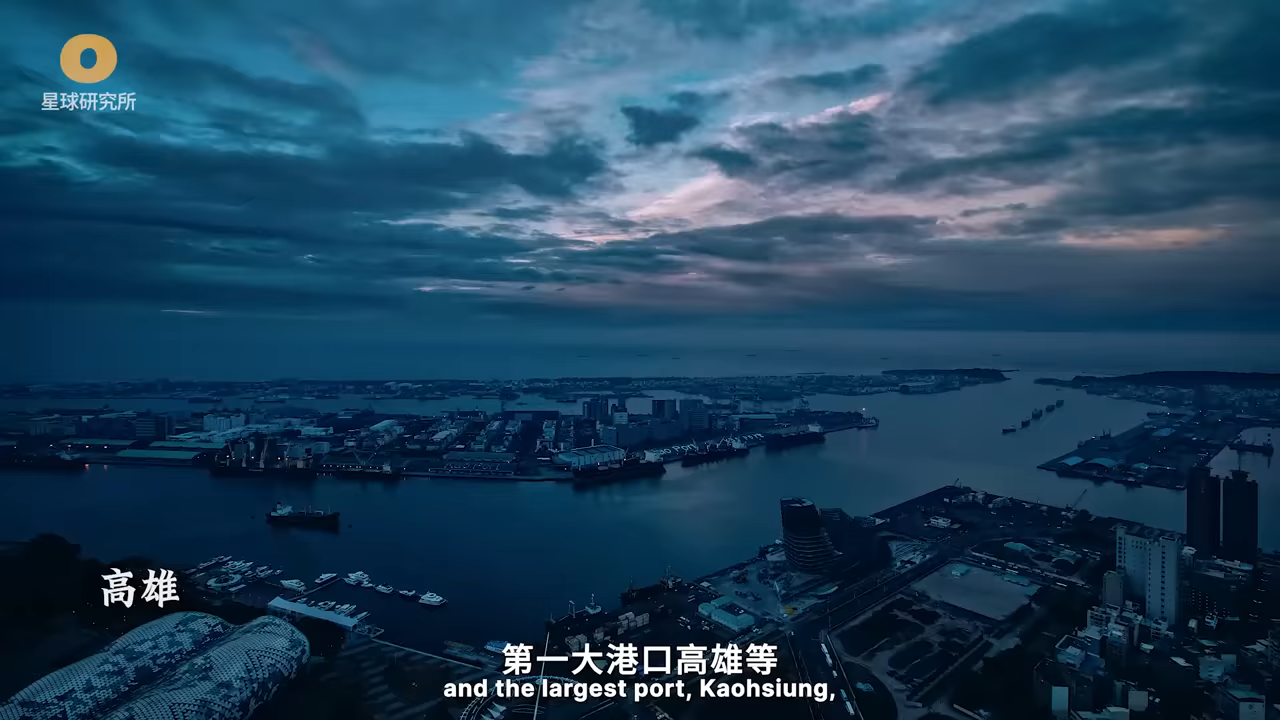 星球研究所
高雄
第一大港口高雄等
and the largest port, Kaohsiung,